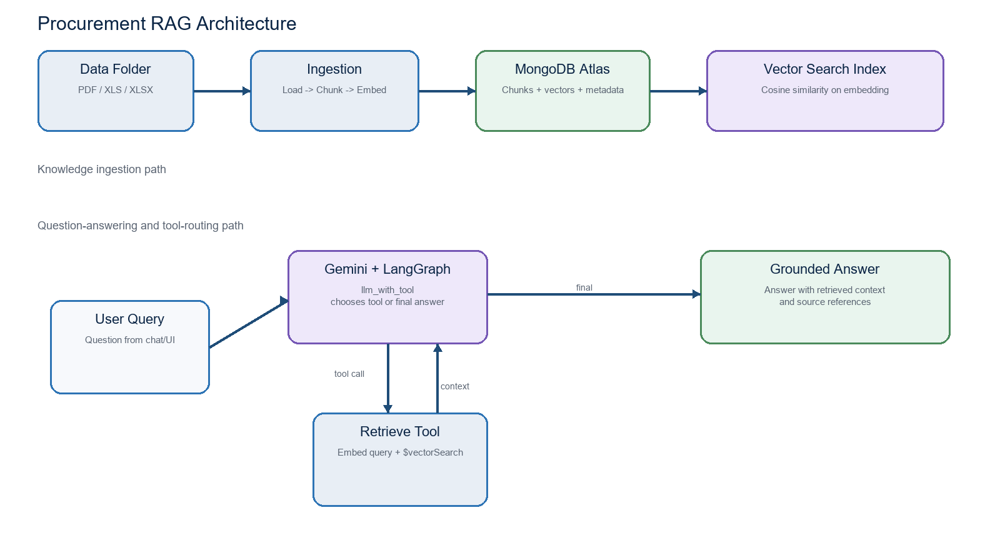 Procurement RAG Architecture
Data Folder
PDF / XLS / XLSX
Ingestion
Load -> Chunk -> Embed
MongoDB Atlas
Chunks + vectors + metadata
Vector Search Index
Cosine similarity on embedding
Knowledge ingestion path
Question-answering and tool-routing path
User Query
Question from chat/UI
Gemini + LangGraph
llm_with_tool
chooses tool or final answer
final
Grounded Answer
Answer with retrieved context
and source references
tool call
context
Retrieve Tool
Embed query + $vectorSearch